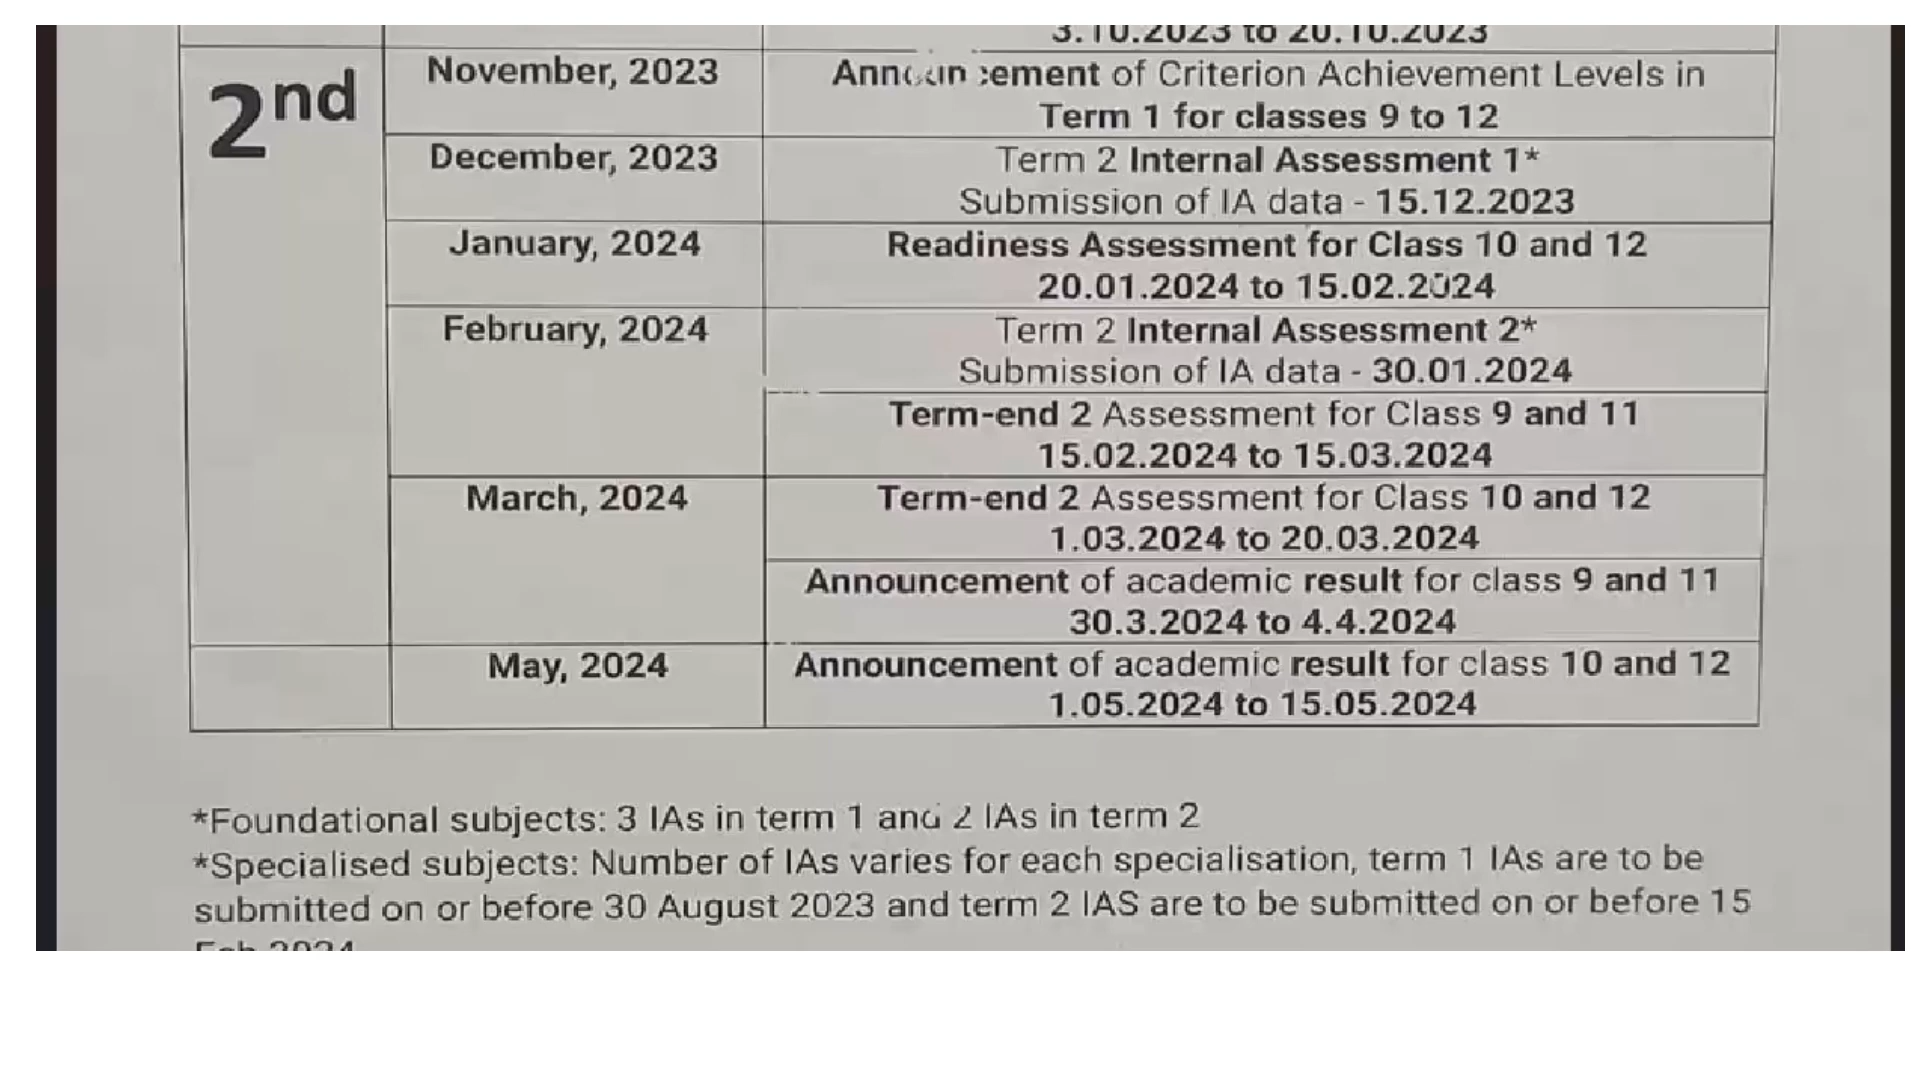 3.10.2023 to 20.10.2023
2nd
November, 2023
Announcement of Criterion Achievement Levels in
Term 1 for classes 9 to 12
December, 2023
Term 2 Internal Assessment 1*
Submission of IA data - 15.12.2023
January, 2024
Readiness Assessment for Class 10 and 12
20.01.2024 to 15.02.2024
February, 2024
Term 2 Internal Assessment 2*
Submission of IA data - 30.01.2024
Term-end 2 Assessment for Class 9 and 11
15.02.2024 to 15.03.2024
March, 2024
Term-end 2 Assessment for Class 10 and 12
1.03.2024 to 20.03.2024
Announcement of academic result for class 9 and 11
30.3.2024 to 4.4.2024
May, 2024
Announcement of academic result for class 10 and 12
1.05.2024 to 15.05.2024
*Foundational subjects: 3 IAs in term 1 and 2 IAs in term 2
*Specialised subjects: Number of IAs varies for each specialisation, term 1 IAs are to be
submitted on or before 30 August 2023 and term 2 IAS are to be submitted on or before 15
Feb 2024